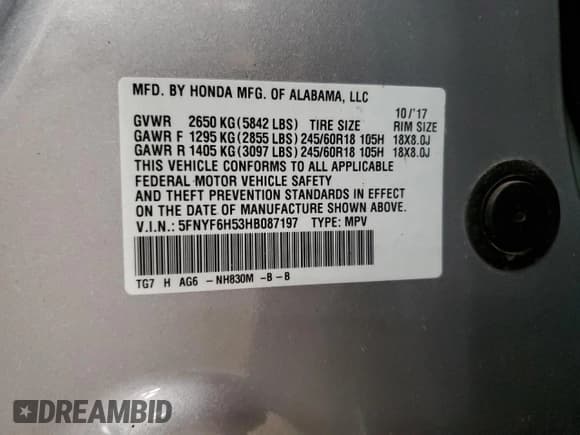 MFD. BY HONDA MFG. OF ALABAMA, LLC
10/'17
GVWR 2650 KG(5842 LBS) TIRE SIZE RIM SIZE
GAWR F 1295 KG(2855 LBS)245/60R18 105H 18X8.0J
GAWR R 1405 KG(3097 LBS)245/60R18 105H 18X8.0J
THIS VEHICLE CONFORMS TO ALL APPLICABLE
FEDERAL MOTOR VEHICLE SAFETY
AND THEFT PREVENTION STANDARDS IN EFFECT
ON THE DATE OF MANUFACTURE SHOWN ABOVE.
V.I.N.: 5FNYF6H53HB087197 TYPE: MPV
TG7 H AG6 -NH830M -B -B
DREAMBID